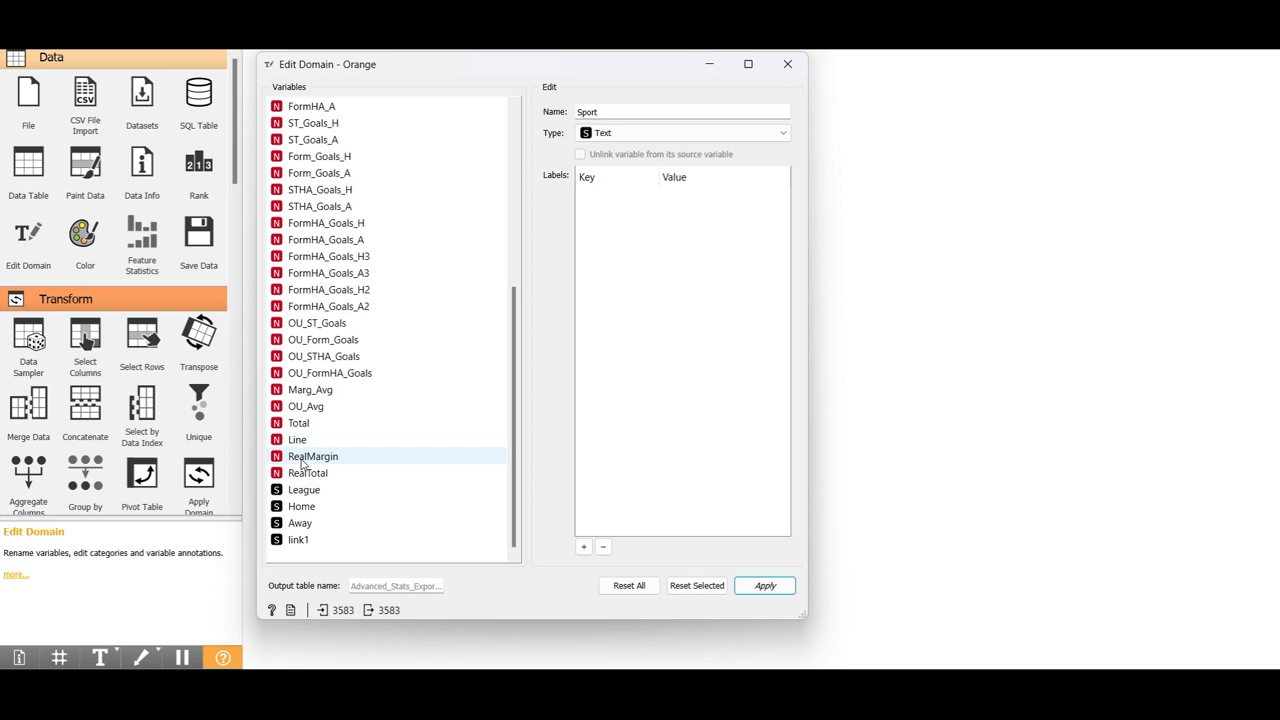 Data
Edit Domain - Orange
File
CSV File Import
Datasets
SQL Table
Data Table
Paint Data
Data Info
Rank
Edit Domain
Color
Feature Statistics
Save Data
Transform
Data Sampler
Select Columns
Select Rows
Transpose
Merge Data
Concatenate
Select by Data Index
Unique
Aggregate Columns
Group by
Pivot Table
Apply Domain
Edit Domain
Rename variables, edit categories and variable annotations.
more...
Variables
N FormHA_A
N ST_Goals_H
N ST_Goals_A
N Form_Goals_H
N Form_Goals_A
N STHA_Goals_H
N STHA_Goals_A
N FormHA_Goals_H
N FormHA_Goals_A
N FormHA_Goals_H3
N FormHA_Goals_A3
N FormHA_Goals_H2
N FormHA_Goals_A2
N OU_ST_Goals
N OU_Form_Goals
N OU_STHA_Goals
N OU_FormHA_Goals
N Marg_Avg
N OU_Avg
N Total
N Line
N RealMargin
N RealTotal
S League
S Home
S Away
S link1
Edit
Name: Sport
Type: S Text
Unlink variable from its source variable
Labels: Key Value
+ −
Output table name: Advanced_Stats_Expor...
Reset All Reset Selected Apply
? 3583 3583